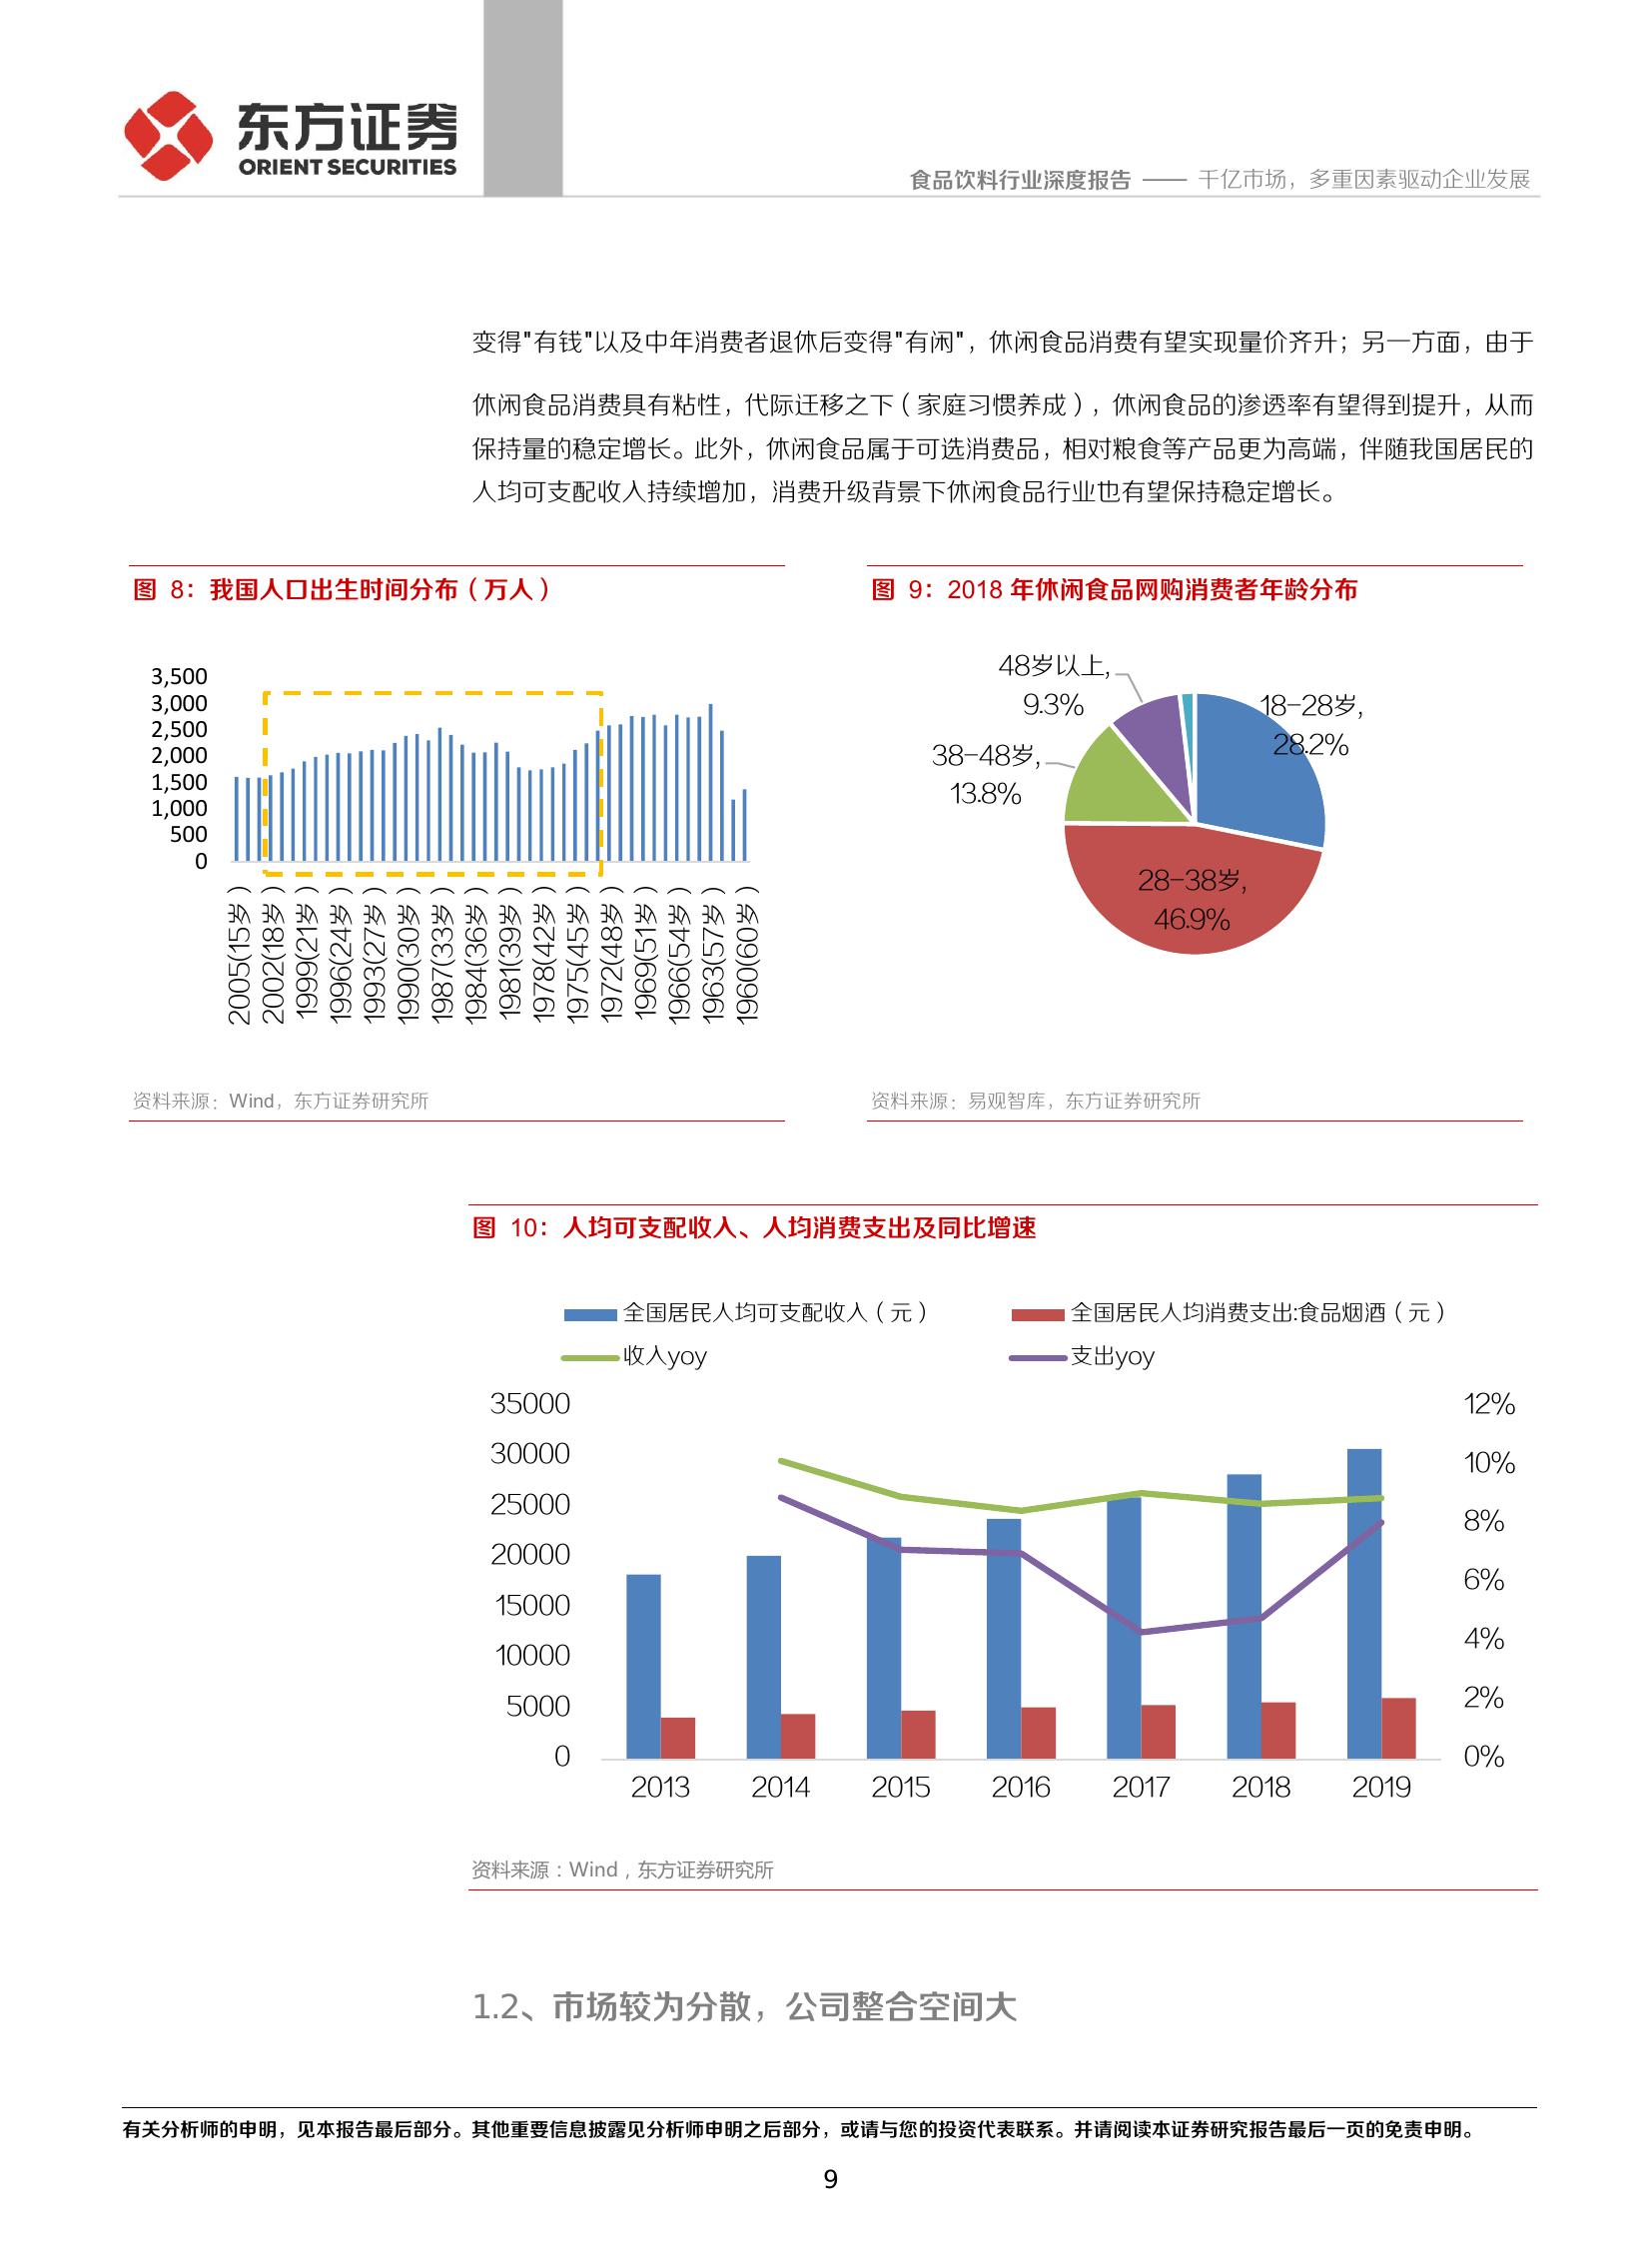 东方证券
ORIENT SECURITIES
食品饮料行业深度报告 —— 千亿市场，多重因素驱动企业发展
变得"有钱"以及中年消费者退休后变得"有闲"，休闲食品消费有望实现量价齐升；另一方面，由于
休闲食品消费具有粘性，代际迁移之下（家庭习惯养成），休闲食品的渗透率有望得到提升，从而
保持量的稳定增长。此外，休闲食品属于可选消费品，相对粮食等产品更为高端，伴随我国居民的
人均可支配收入持续增加，消费升级背景下休闲食品行业也有望保持稳定增长。
图 8：我国人口出生时间分布（万人）
3,500
3,000
2,500
2,000
1,500
1,000
500
0
2005(15岁）
2002(18岁）
1999(21岁）
1996(24岁）
1993(27岁）
1990(30岁）
1987(33岁）
1984(36岁）
1981(39岁）
1978(42岁）
1975(45岁）
1972(48岁）
1969(51岁）
1966(54岁）
1963(57岁）
1960(60岁）
资料来源：Wind，东方证券研究所
图 9：2018 年休闲食品网购消费者年龄分布
48岁以上,
9.3%
18-28岁,
28.2%
38-48岁,
13.8%
28-38岁,
46.9%
资料来源：易观智库，东方证券研究所
图 10：人均可支配收入、人均消费支出及同比增速
全国居民人均可支配收入（元） 全国居民人均消费支出:食品烟酒（元）
收入yoy 支出yoy
35000 12%
30000 10%
25000 8%
20000 6%
15000 4%
10000 2%
5000 0%
0
2013 2014 2015 2016 2017 2018 2019
资料来源：Wind，东方证券研究所
1.2、市场较为分散，公司整合空间大
有关分析师的申明，见本报告最后部分。其他重要信息披露见分析师申明之后部分，或请与您的投资代表联系。并请阅读本证券研究报告最后一页的免责申明。
9